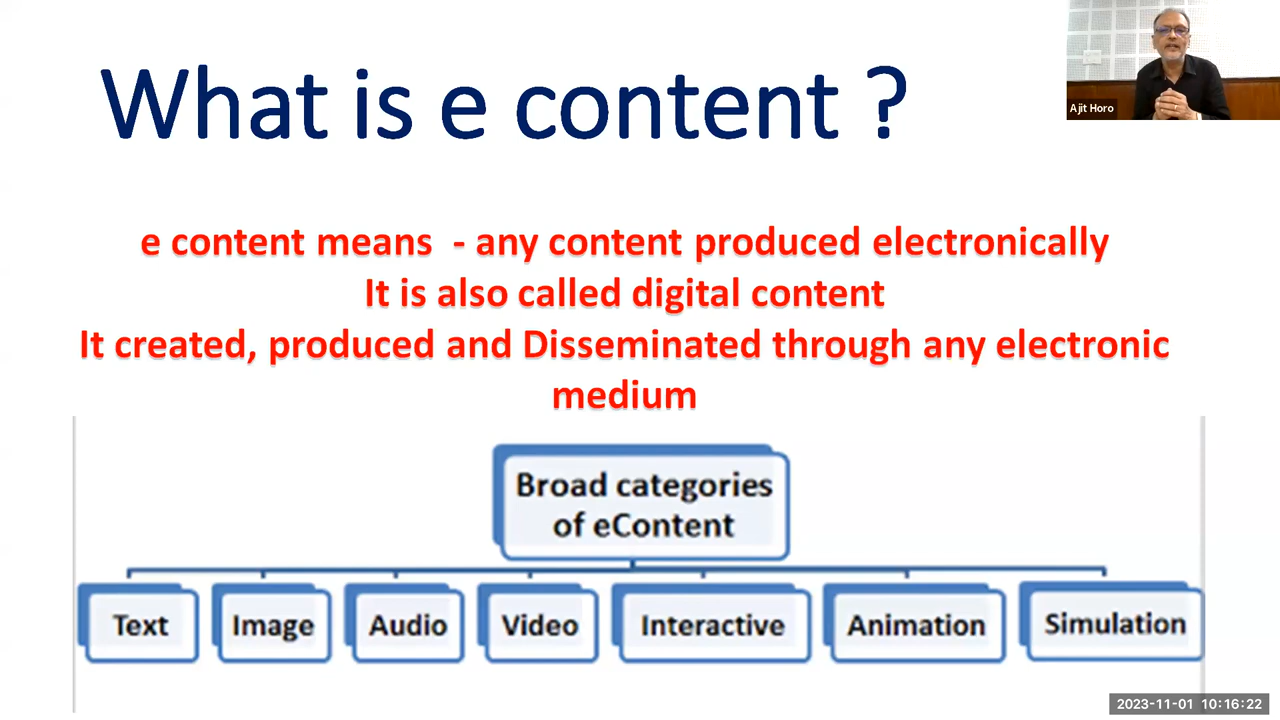 What is e content ?
Ajit Horo
e content means - any content produced electronically
It is also called digital content
It created, produced and Disseminated through any electronic
medium
Broad categories
of eContent
Text Image Audio Video Interactive Animation Simulation
2023-11-01 10:16:22